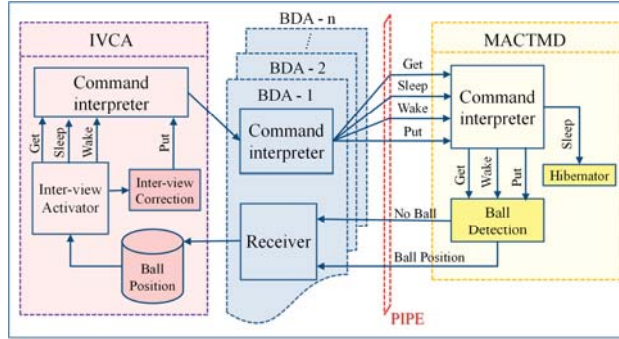 IVCA
Command
interpreter
Get
Sleep
Wake
Put
Inter-view
Activator
Inter-view
Correction
Ball
Position
BDA - n
BDA - 2
BDA - 1
Command
interpreter
Receiver
Get
Sleep
Wake
Put
No Ball
Ball Position
PIPE
MACTMD
Command
interpreter
Sleep
Hibernator
Get
Wake
Put
Ball
Detection